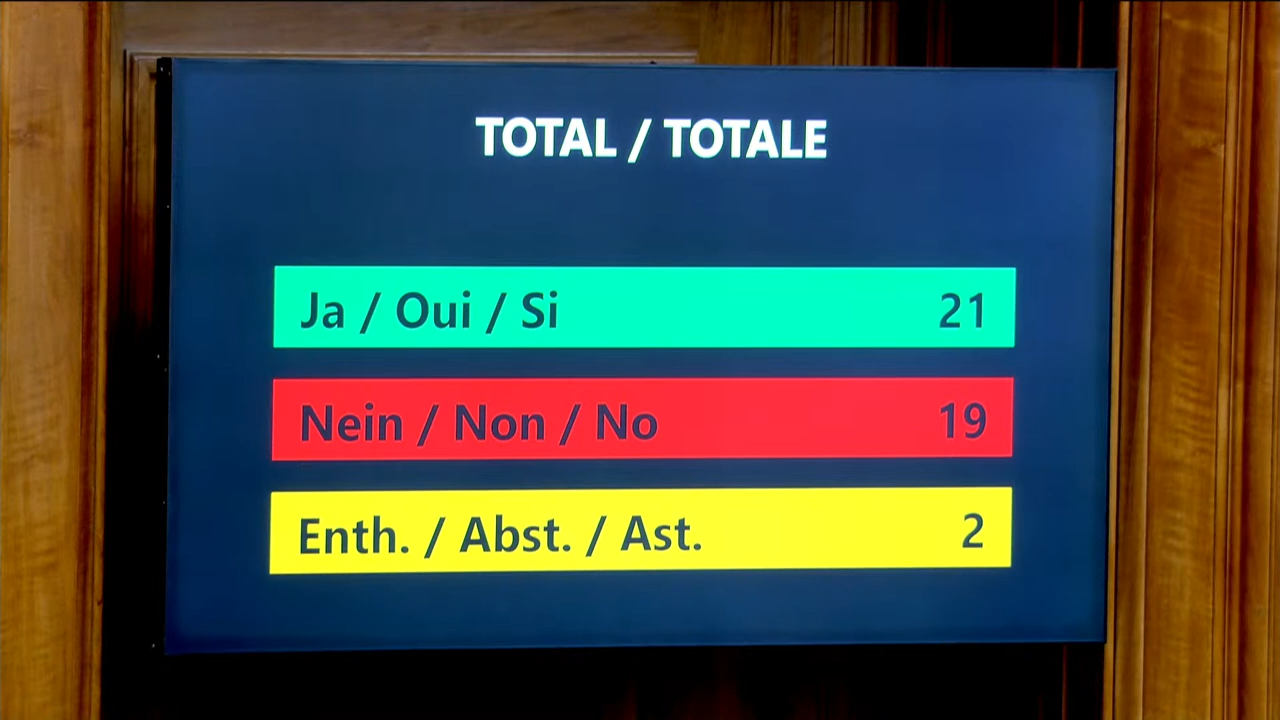 TOTAL / TOTALE
Ja / Oui / Si 21
Nein / Non / No 19
Enth. / Abst. / Ast. 2